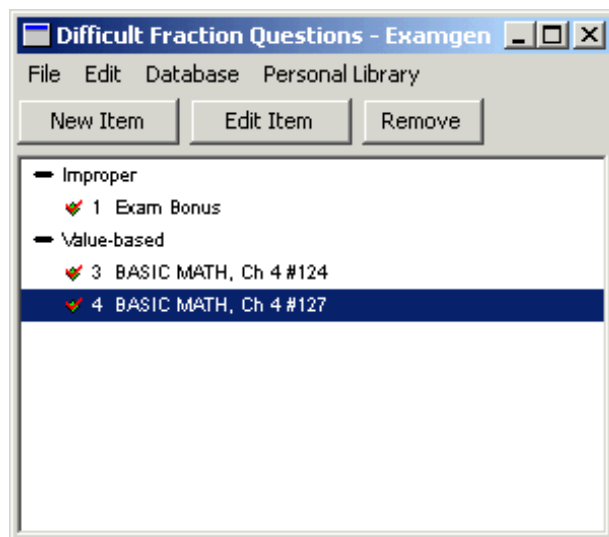 Difficult Fraction Questions - Examgen
File Edit Database Personal Library
New Item Edit Item Remove
Improper
1 Exam Bonus
Value-based
3 BASIC MATH, Ch 4 #124
4 BASIC MATH, Ch 4 #127